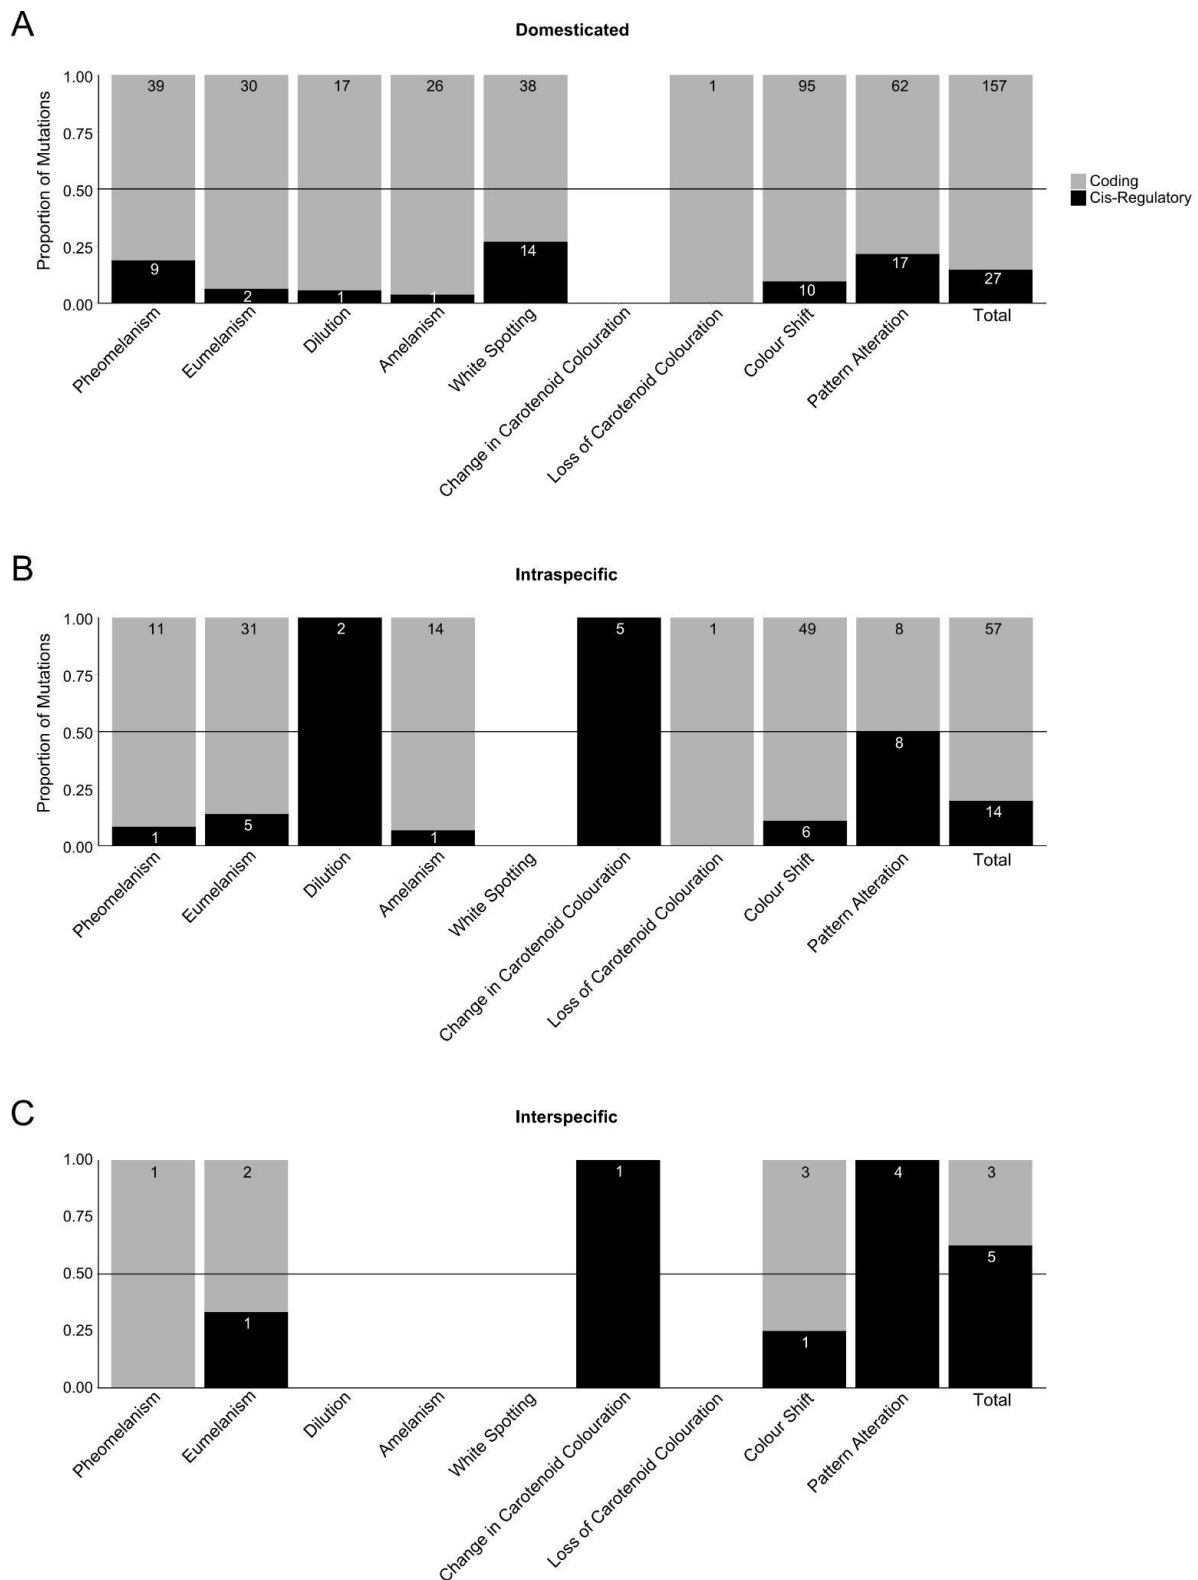 A
Domesticated
Proportion of Mutations
1.00
0.75
0.50
0.25
0.00
39
30
17
26
38
1
95
62
157
9
2
1
1
14
10
17
27
Coding
Cis-Regulatory
Pheomelanism
Eumelanism
Dilution
Amelanism
White Spotting
Change in Carotenoid Colouration
Loss of Carotenoid Colouration
Colour Shift
Pattern Alteration
Total
B
Intraspecific
Proportion of Mutations
1.00
0.75
0.50
0.25
0.00
11
31
2
14
5
1
49
8
57
1
5
1
6
8
14
Pheomelanism
Eumelanism
Dilution
Amelanism
White Spotting
Change in Carotenoid Colouration
Loss of Carotenoid Colouration
Colour Shift
Pattern Alteration
Total
C
Interspecific
1.00
0.75
0.50
0.25
0.00
1
2
1
3
4
3
1
1
5
Pheomelanism
Eumelanism
Dilution
Amelanism
White Spotting
Change in Carotenoid Colouration
Loss of Carotenoid Colouration
Colour Shift
Pattern Alteration
Total